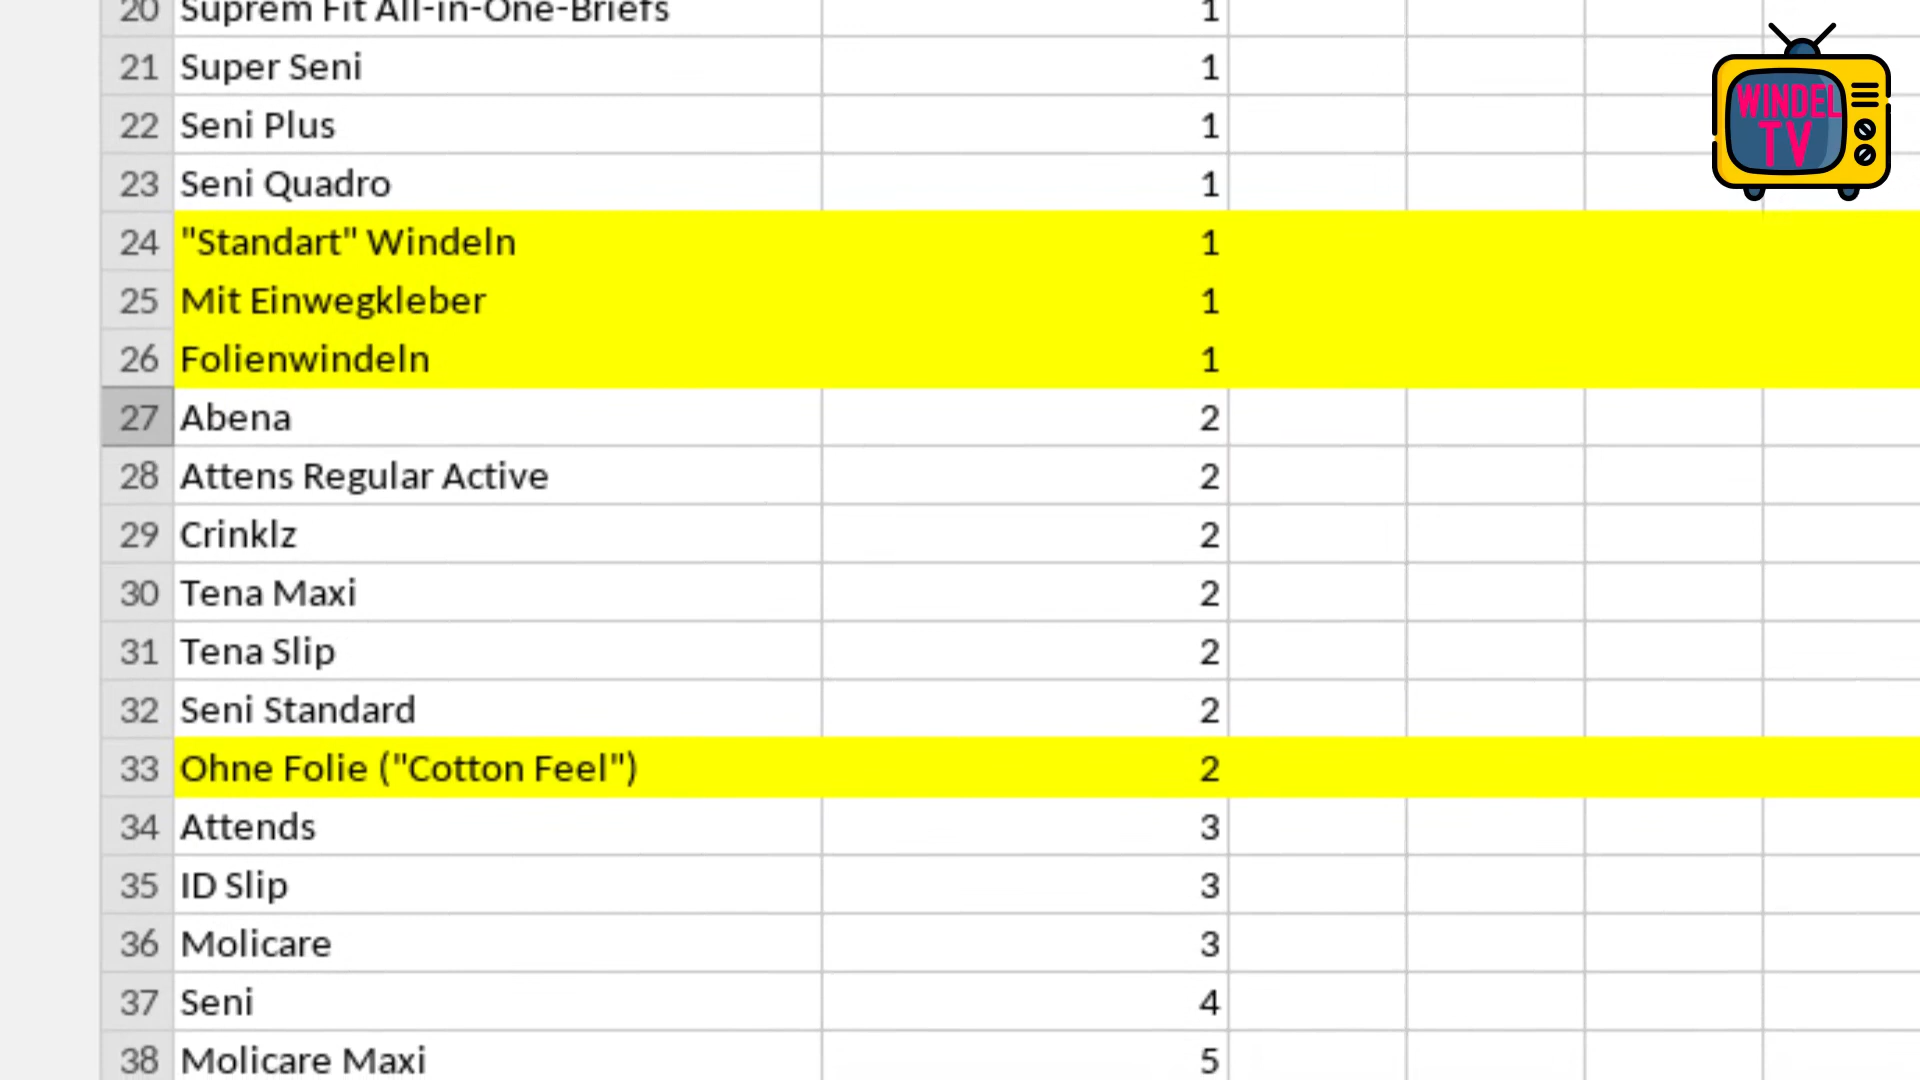 20 Suprem Fit All-in-One-Briefs 1
21 Super Seni 1
22 Seni Plus 1
23 Seni Quadro 1
24 "Standart" Windeln 1
25 Mit Einwegkleber 1
26 Folienwindeln 1
27 Abena 2
28 Attens Regular Active 2
29 Crinklz 2
30 Tena Maxi 2
31 Tena Slip 2
32 Seni Standard 2
33 Ohne Folie ("Cotton Feel") 2
34 Attends 3
35 ID Slip 3
36 Molicare 3
37 Seni 4
38 Molicare Maxi 5
WINDEL
TV